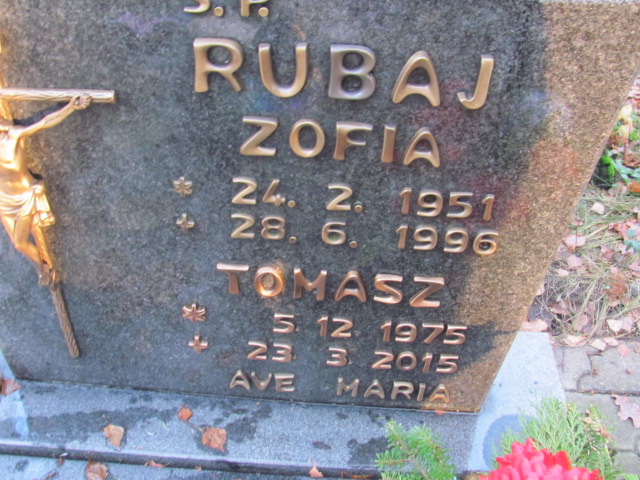 Ś.P.
RUBAJ
ZOFIA
* 24. 2. 1951
+ 28. 6. 1996
TOMASZ
* 5. 12. 1975
+ 23. 3. 2015
AVE MARIA